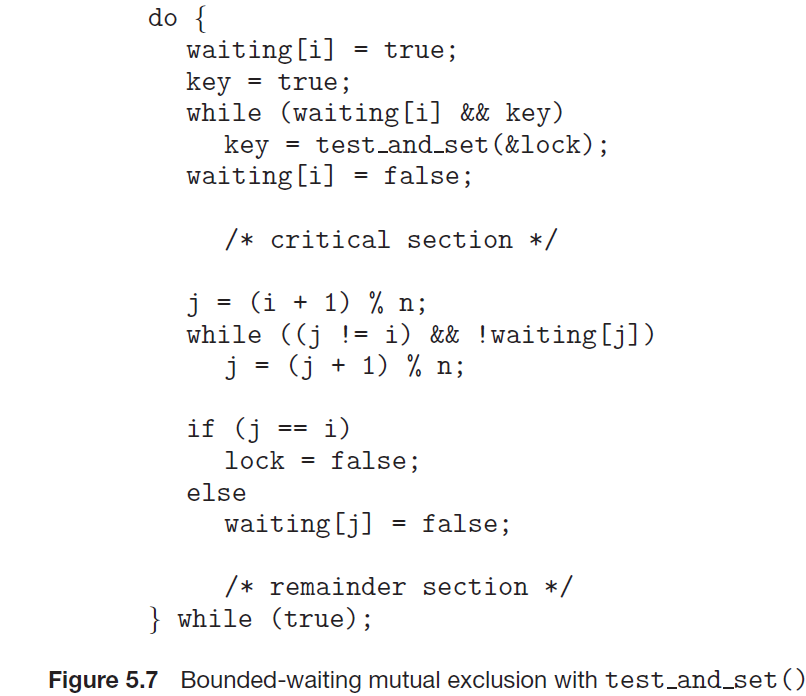 do {
waiting[i] = true;
key = true;
while (waiting[i] && key)
key = test_and_set(&lock);
waiting[i] = false;
/* critical section */
j = (i + 1) % n;
while ((j != i) && !waiting[j])
j = (j + 1) % n;
if (j == i)
lock = false;
else
waiting[j] = false;
/* remainder section */
} while (true);
Figure 5.7 Bounded-waiting mutual exclusion with test_and_set()